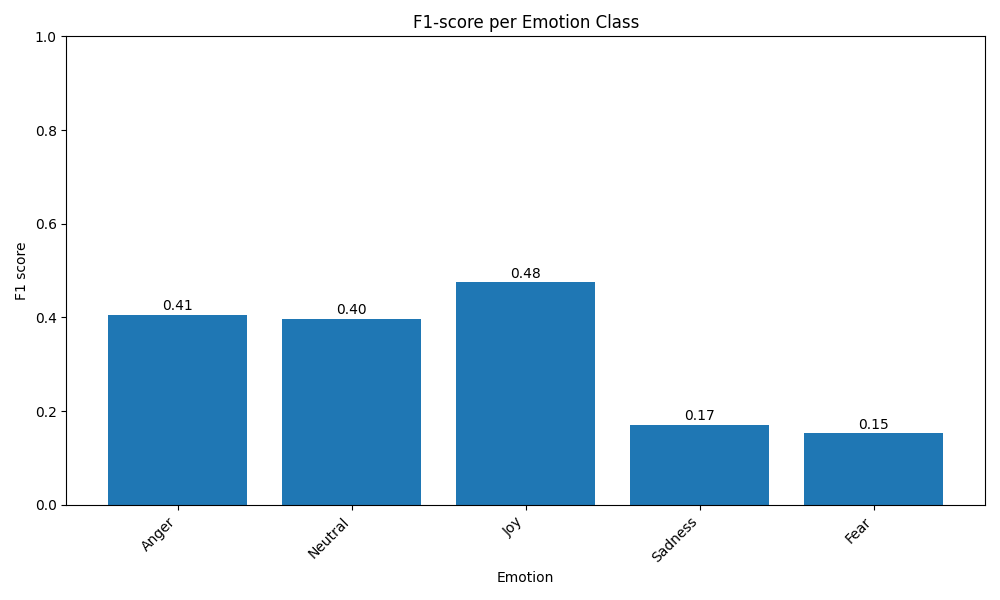 F1-score per Emotion Class
1.0
0.8
0.6
0.4
0.2
0.0
F1 score
0.41
0.40
0.48
0.17
0.15
Anger
Neutral
Joy
Sadness
Fear
Emotion